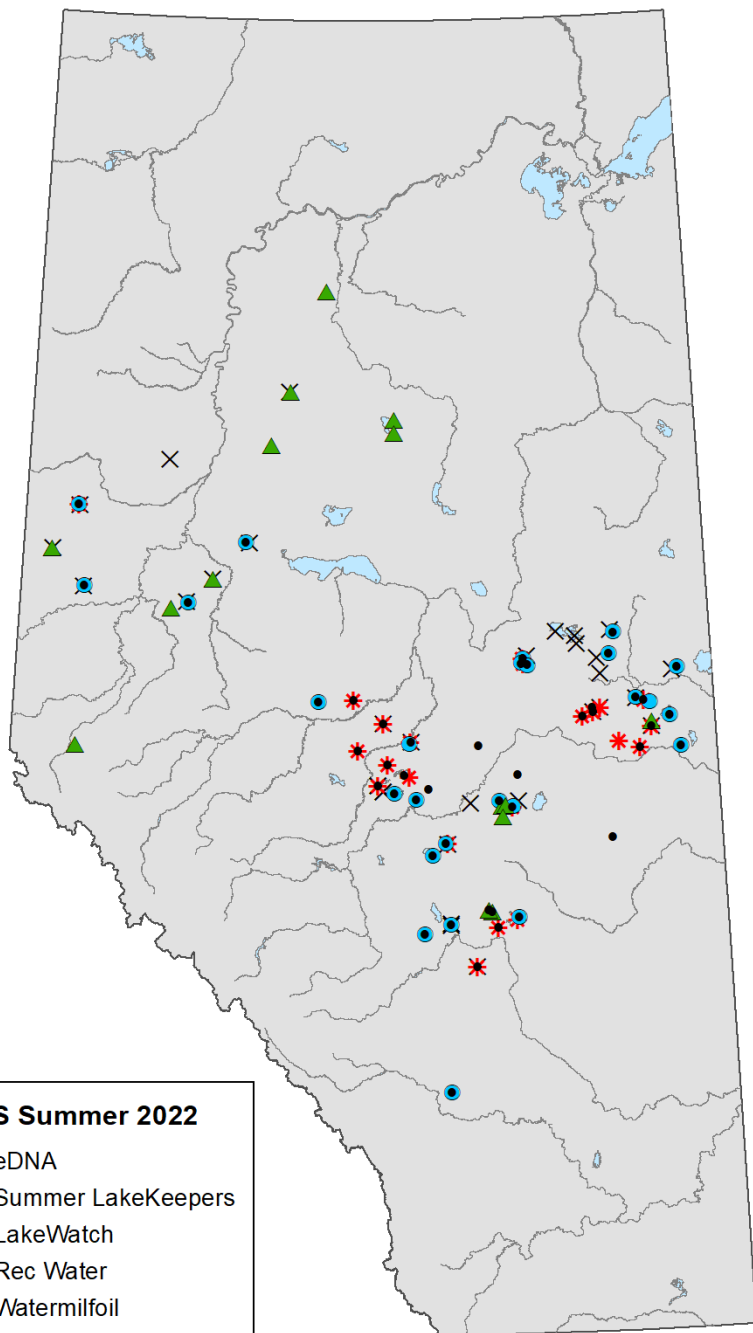 S Summer 2022
eDNA
Summer LakeKeepers
LakeWatch
Rec Water
Watermilfoil